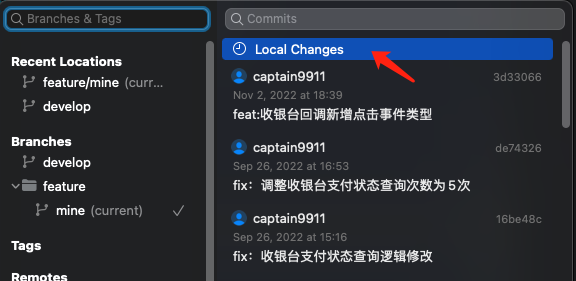 Branches & Tags
Recent Locations
feature/mine (curr...
develop
Branches
develop
feature
mine (current)
Tags
Remotes
Commits
Local Changes
captain9911 3d33066
Nov 2, 2022 at 18:39
feat:收银台回调新增点击事件类型
captain9911 de74326
Sep 26, 2022 at 16:53
fix：调整收银台支付状态查询次数为5次
captain9911 16be48c
Sep 26, 2022 at 15:16
fix：收银台支付状态查询逻辑修改